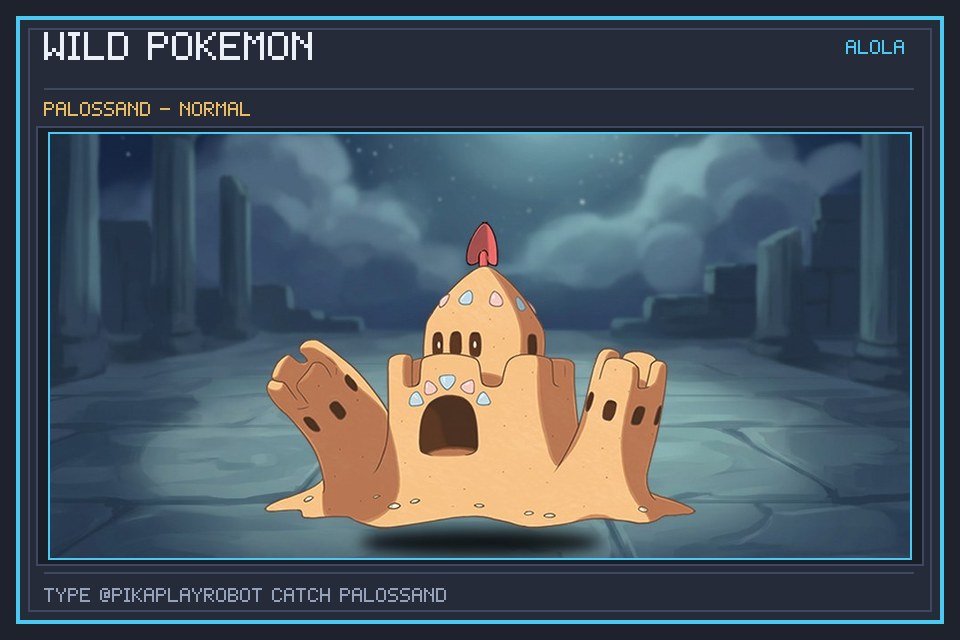 WILD POKEMON
ALOLA
PALOSSAND - NORMAL
TYPE @PIKAPLAYROBOT CATCH PALOSSAND